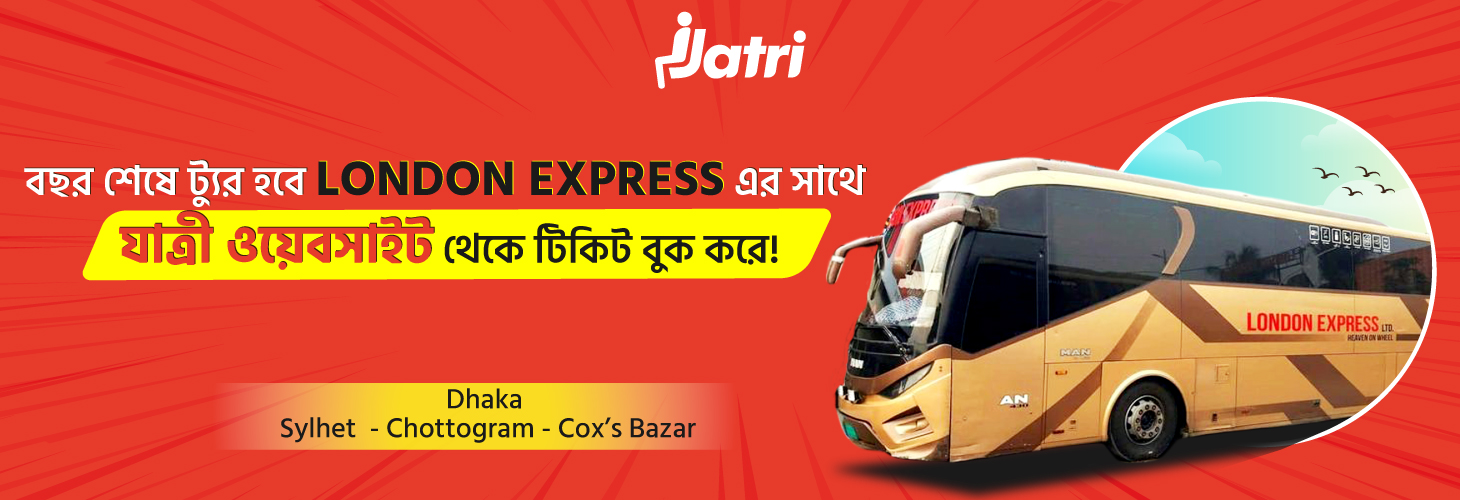 Jatri
বছর শেষে ট্যুর হবে LONDON EXPRESS এর সাথে
যাত্রী ওয়েবসাইট থেকে টিকিট বুক করে!
Dhaka
Sylhet - Chottogram - Cox's Bazar
LONDON EXPRESS LTD.
HEAVEN ON WHEEL
MAN
AN